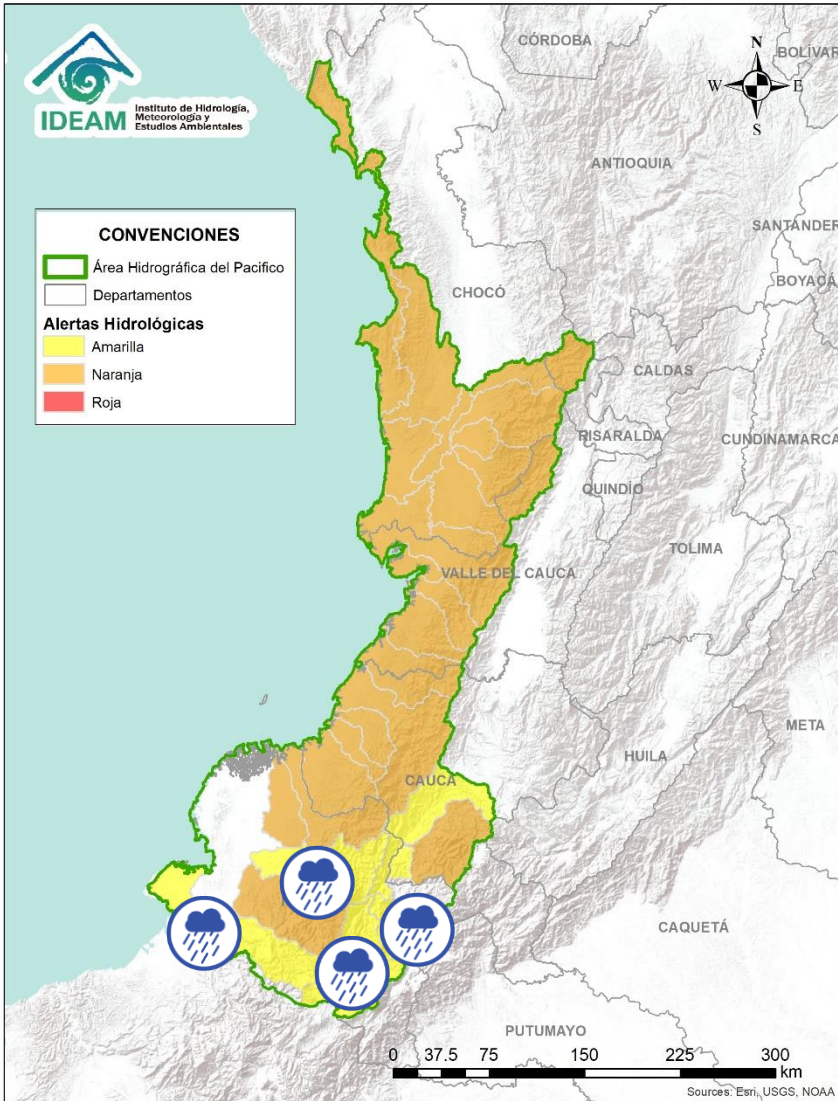 IDEAM
Instituto de Hidrología,
Meteorología y
Estudios Ambientales
CÓRDOBA
BOLÍVAR
N
W E
S
ANTIOQUIA
SANTANDER
CONVENCIONES
Área Hidrográfica del Pacifico
Departamentos
Alertas Hidrológicas
Amarilla
Naranja
Roja
BOYACÁ
CHOCÓ
CALDAS
RISARALDA
CUNDINAMARCA
QUINDÍO
TOLIMA
VALLE DEL CAUCA
META
HUILA
CAUCA
CAQUETÁ
PUTUMAYO
0 37.5 75 150 225 300
km
Sources: Esri, USGS, NOAA